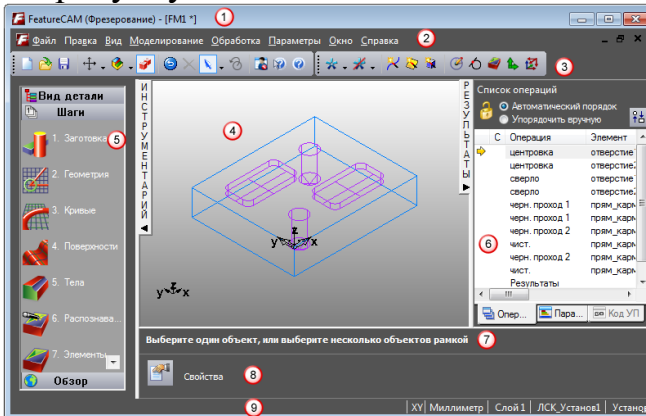 FeatureCAM (Фрезерование) - [FM1 *]
1
Файл Правка Вид Моделирование Обработка Параметры Окно Справка
2
3
Вид детали
Шаги
1. Заготовка
5
2. Геометрия
3. Кривые
4. Поверхности
5. Тела
6. Распознава...
7. Элементы
Обзор
ИНСТРУМЕНТАРИЙ
4
z
y x
z
y x
РЕЗУЛЬТАТЫ
Список операций
Автоматический порядок
Упорядочить вручную
С Операция Элемент
центровка отверстие
центровка отверстие
сверло отверстие
сверло отверстие
черн. проход 1 прям_карм
черн. проход 1 прям_карм
черн. проход 2 прям_карм
6
чист. прям_карм
черн. проход 2 прям_карм
чист. прям_карм
Результаты
Опер... Пара... Код УП
Выберите один объект, или выберите несколько объектов рамкой
7
Свойства
8
9
XY Миллиметр Слой 1 ЛСК_Установ1 Установ